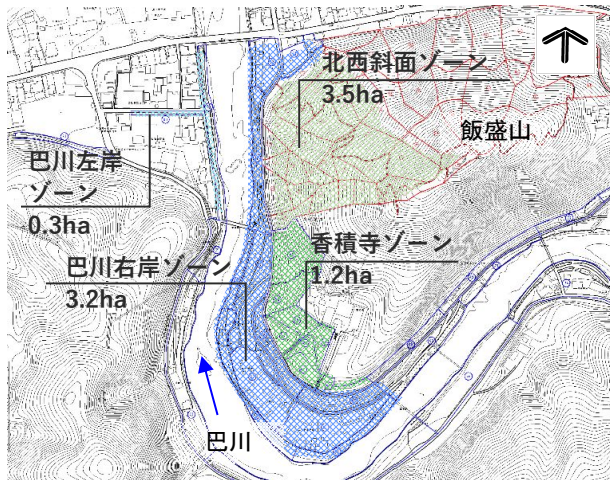 北西斜面ゾーン
3.5ha
飯盛山
巴川左岸
ゾーン
0.3ha
香積寺ゾーン
1.2ha
巴川右岸ゾーン
3.2ha
巴川